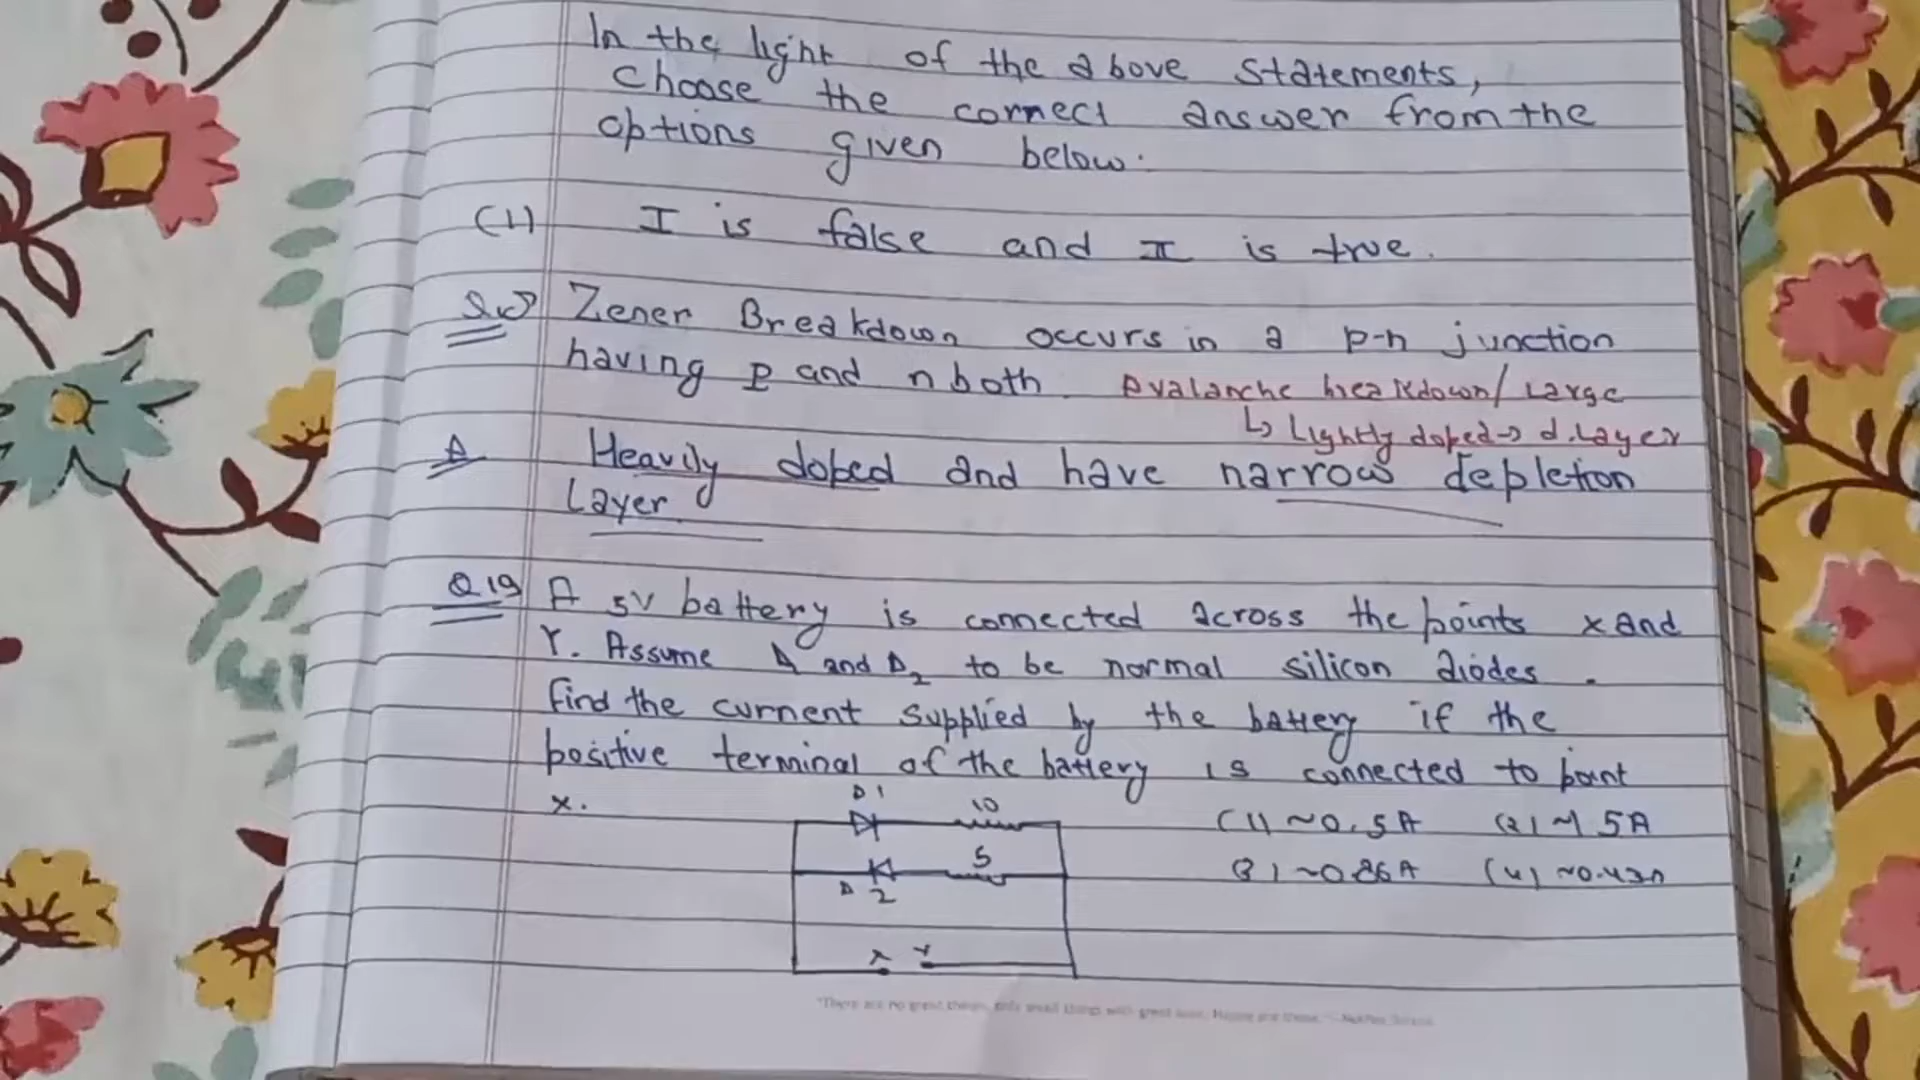 In the light of the above statements,
choose the correct answer from the
options given below.
I is false and II is true.
Zener Breakdown occurs in a p-n junction
having p and n both. Avalanche breakdown/ Large
↳ Lightly doped → d.layer
A Heavily doped and have narrow depletion
Layer.
Q19 A 5V battery is connected across the points x and
Y. Assume and D2 to be normal silicon diodes.
find the current supplied by the battery if the
positive terminal of the battery is connected to point
x.
D1 10
(1) ~0.5A (2) ~1.5A
5
D2
(3) ~0.86A (4) ~0.43A
x Y